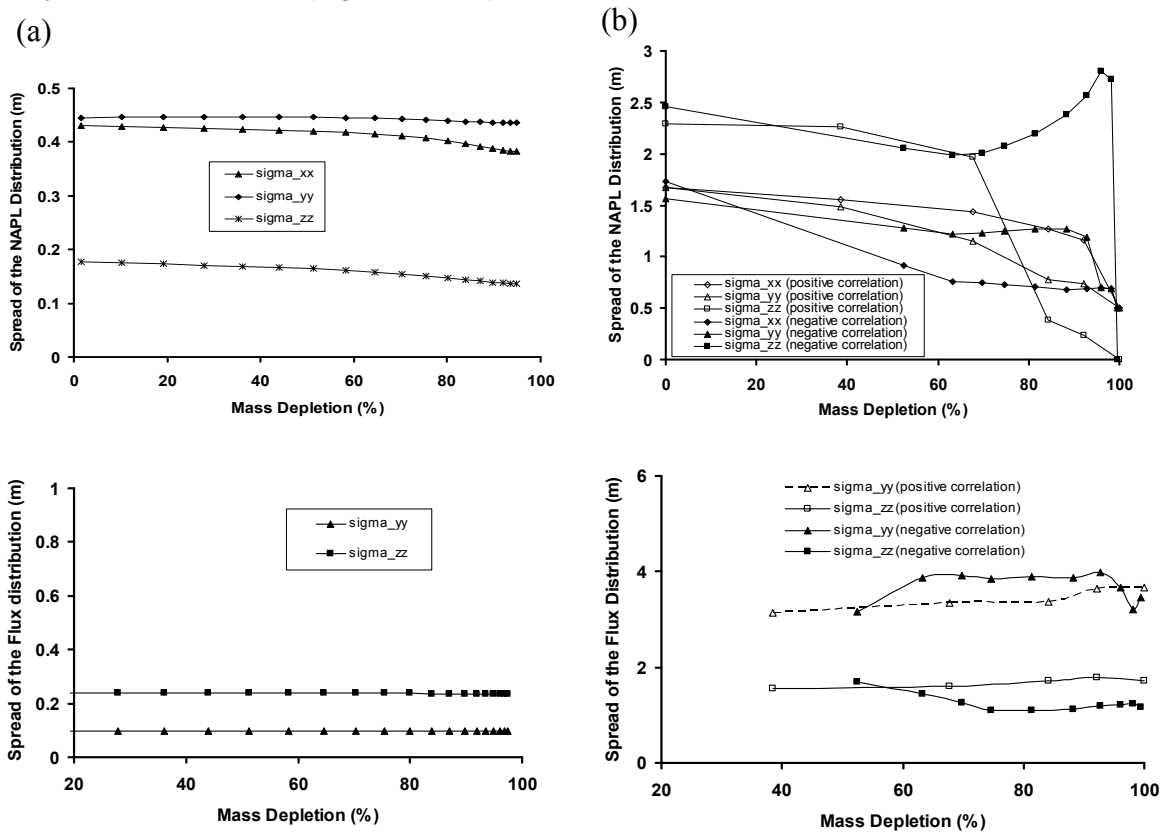 (a)
Spread of the NAPL Distribution (m)
0.5
0.4
0.3
0.2
0.1
0
sigma_xx
sigma_yy
sigma_zz
0 20 40 60 80 100
Mass Depletion (%)
(b)
Spread of the NAPL Distribution (m)
3
2.5
2
1.5
1
0.5
0
sigma_xx (positive correlation)
sigma_yy (positive correlation)
sigma_zz (positive correlation)
sigma_xx (negative correlation)
sigma_yy (negative correlation)
sigma_zz (negative correlation)
0 20 40 60 80 100
Mass Depletion (%)
Spread of the Flux distribution (m)
1
0.8
0.6
0.4
0.2
0
sigma_yy
sigma_zz
20 40 60 80 100
Mass Depletion (%)
Spread of the Flux Distribution (m)
6
4
2
0
sigma_yy (positive correlation)
sigma_zz (positive correlation)
sigma_yy (negative correlation)
sigma_zz (negative correlation)
20 40 60 80 100
Mass Depletion (%)